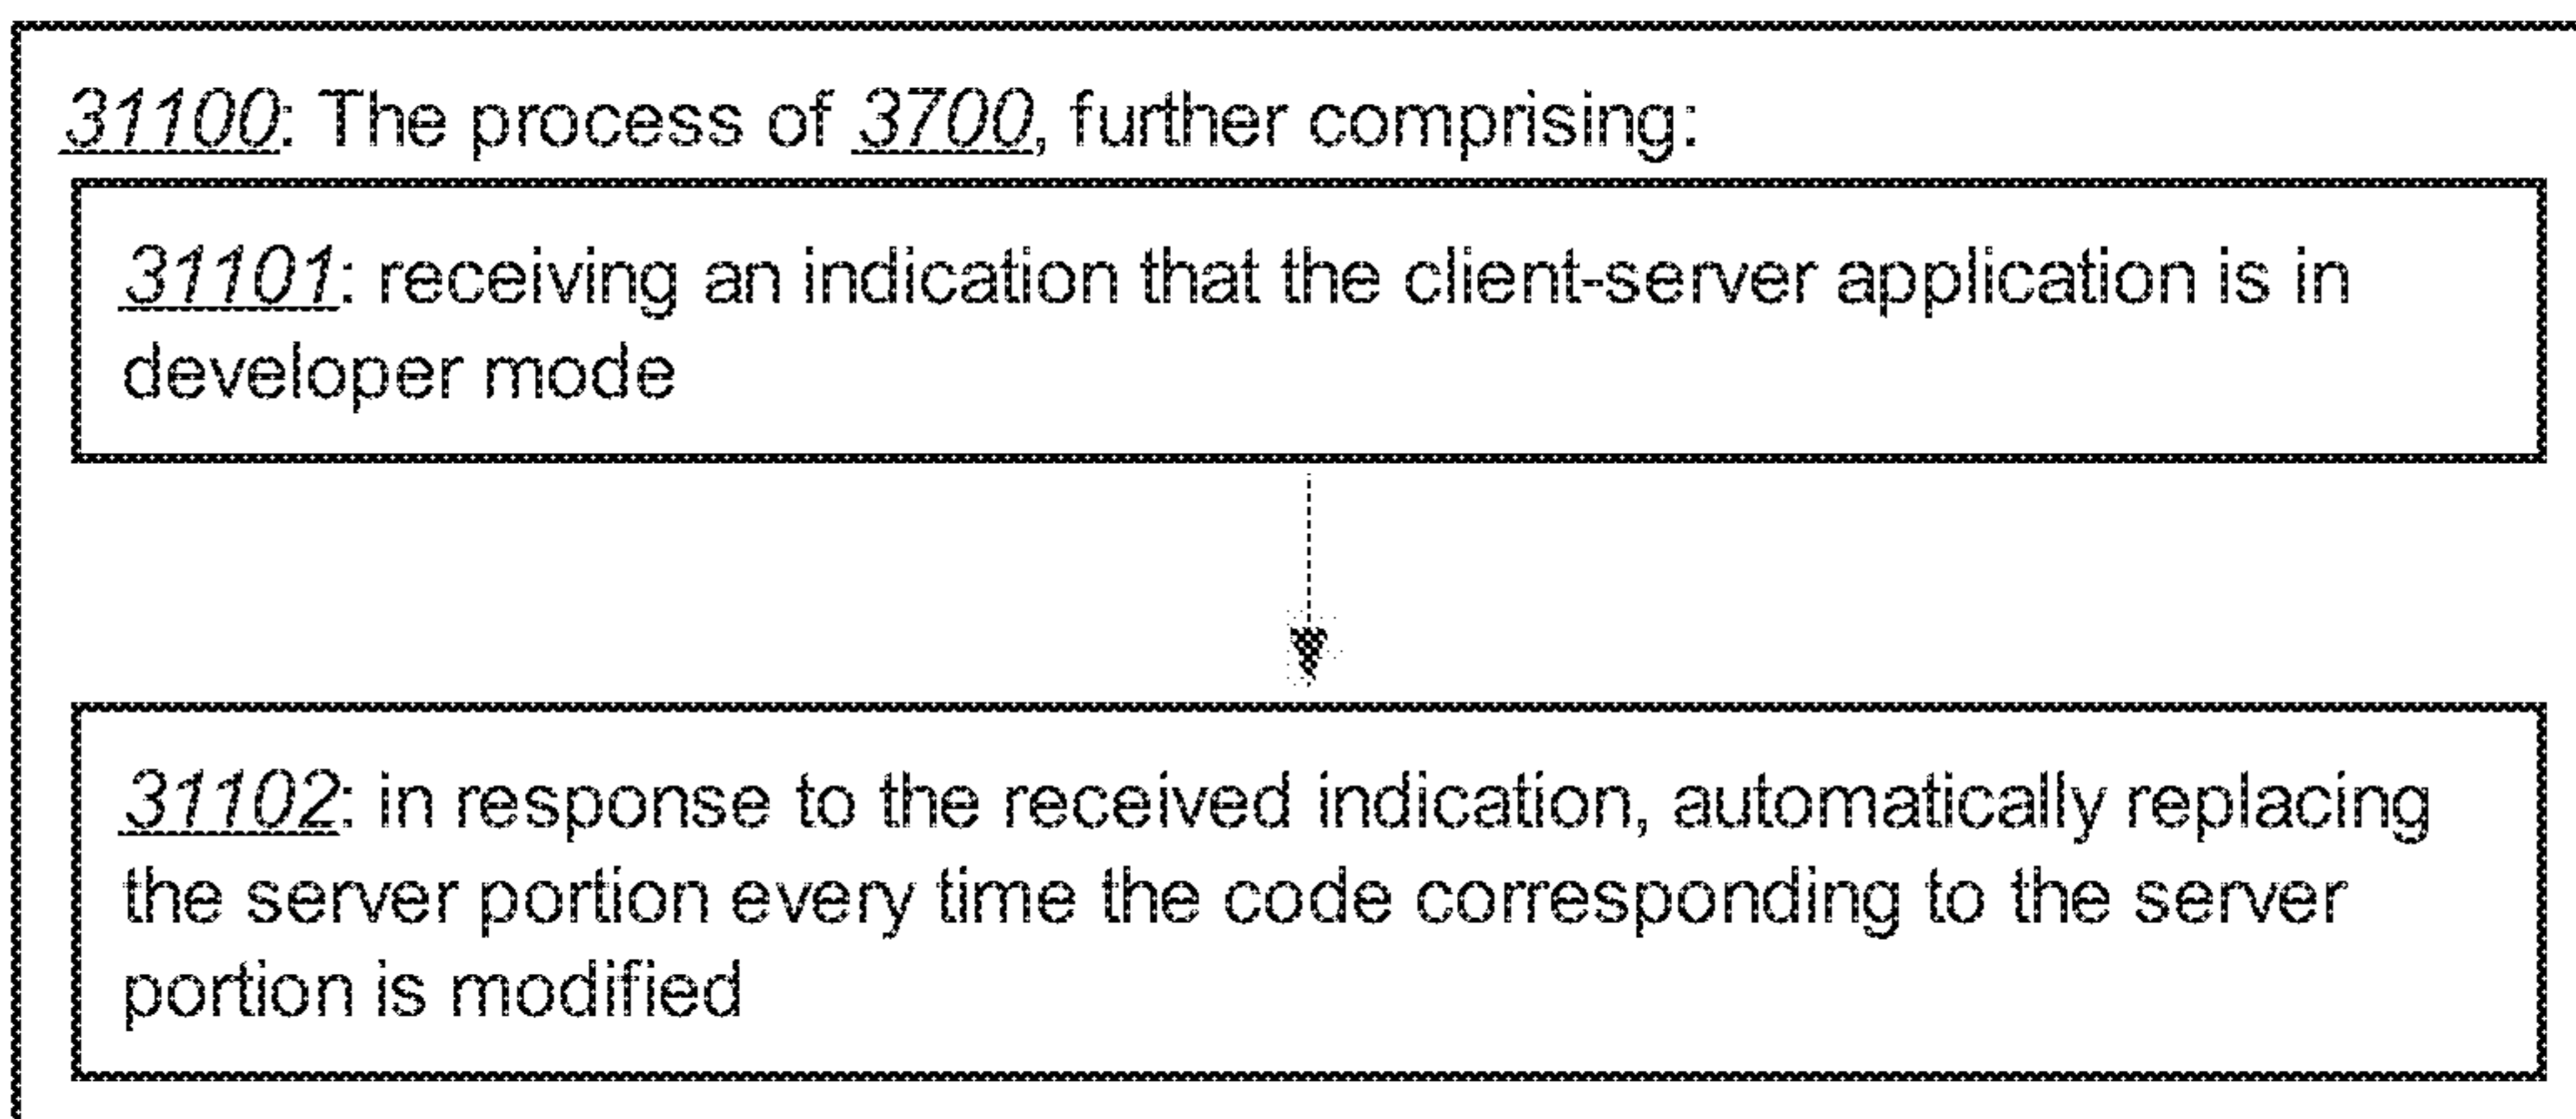 31100: The process of 3700, further comprising:
31101: receiving an indication that the client-server application is in
developer mode
31102: in response to the received indication, automatically replacing
the server portion every time the code corresponding to the server
portion is modified